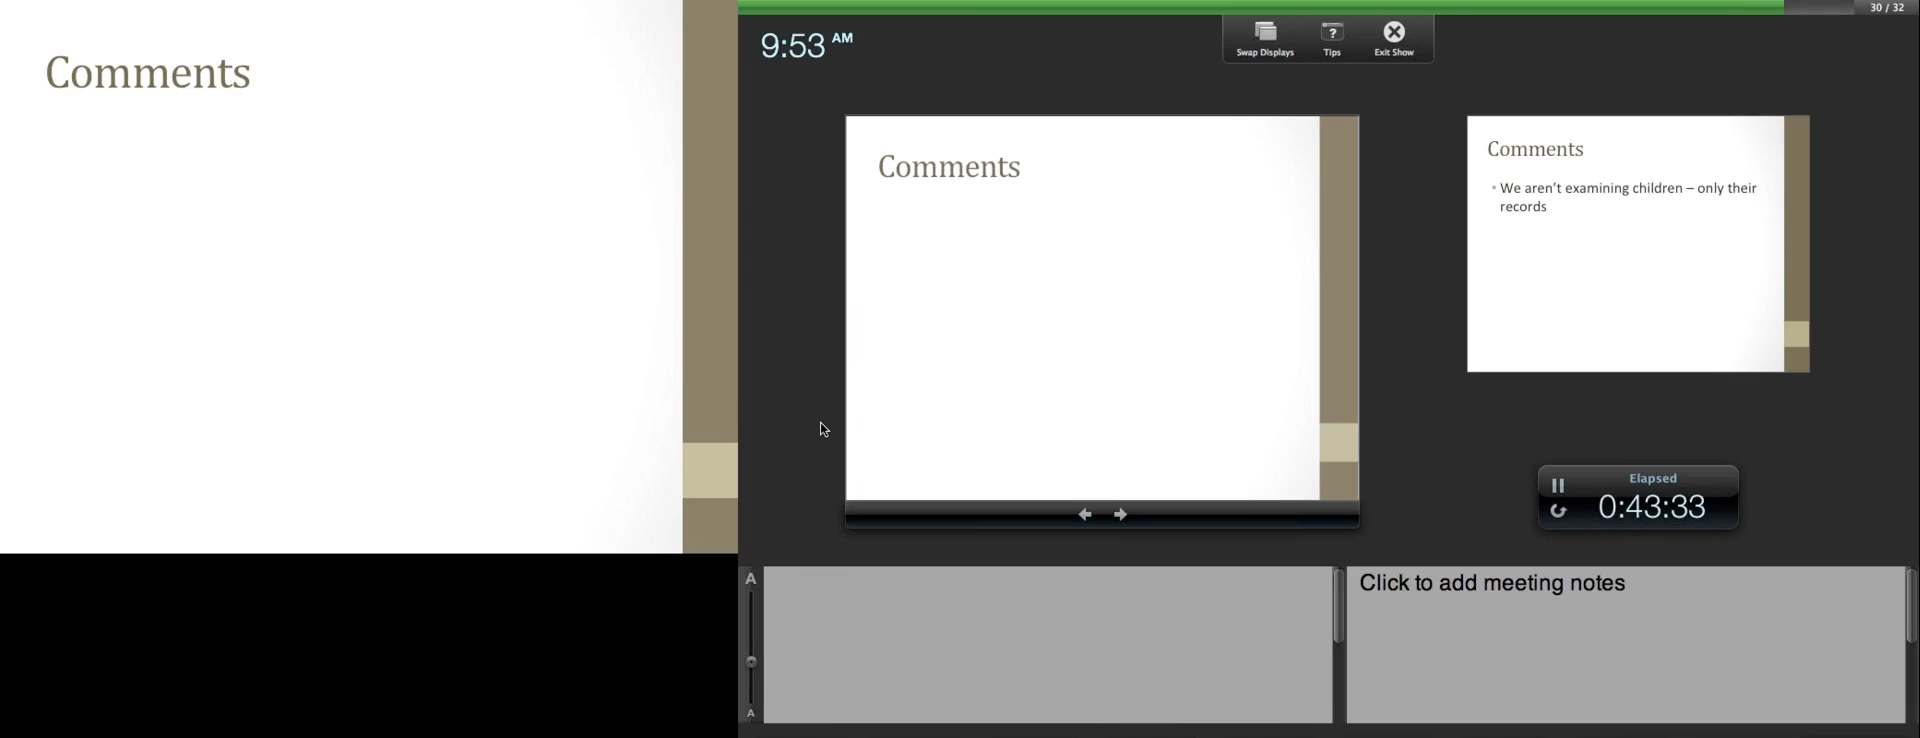 Comments
30 / 32
9:53 AM
Swap Displays
Tips
Exit Show
Comments
Comments
• We aren't examining children – only their
records
Elapsed
0:43:33
A
A
Click to add meeting notes